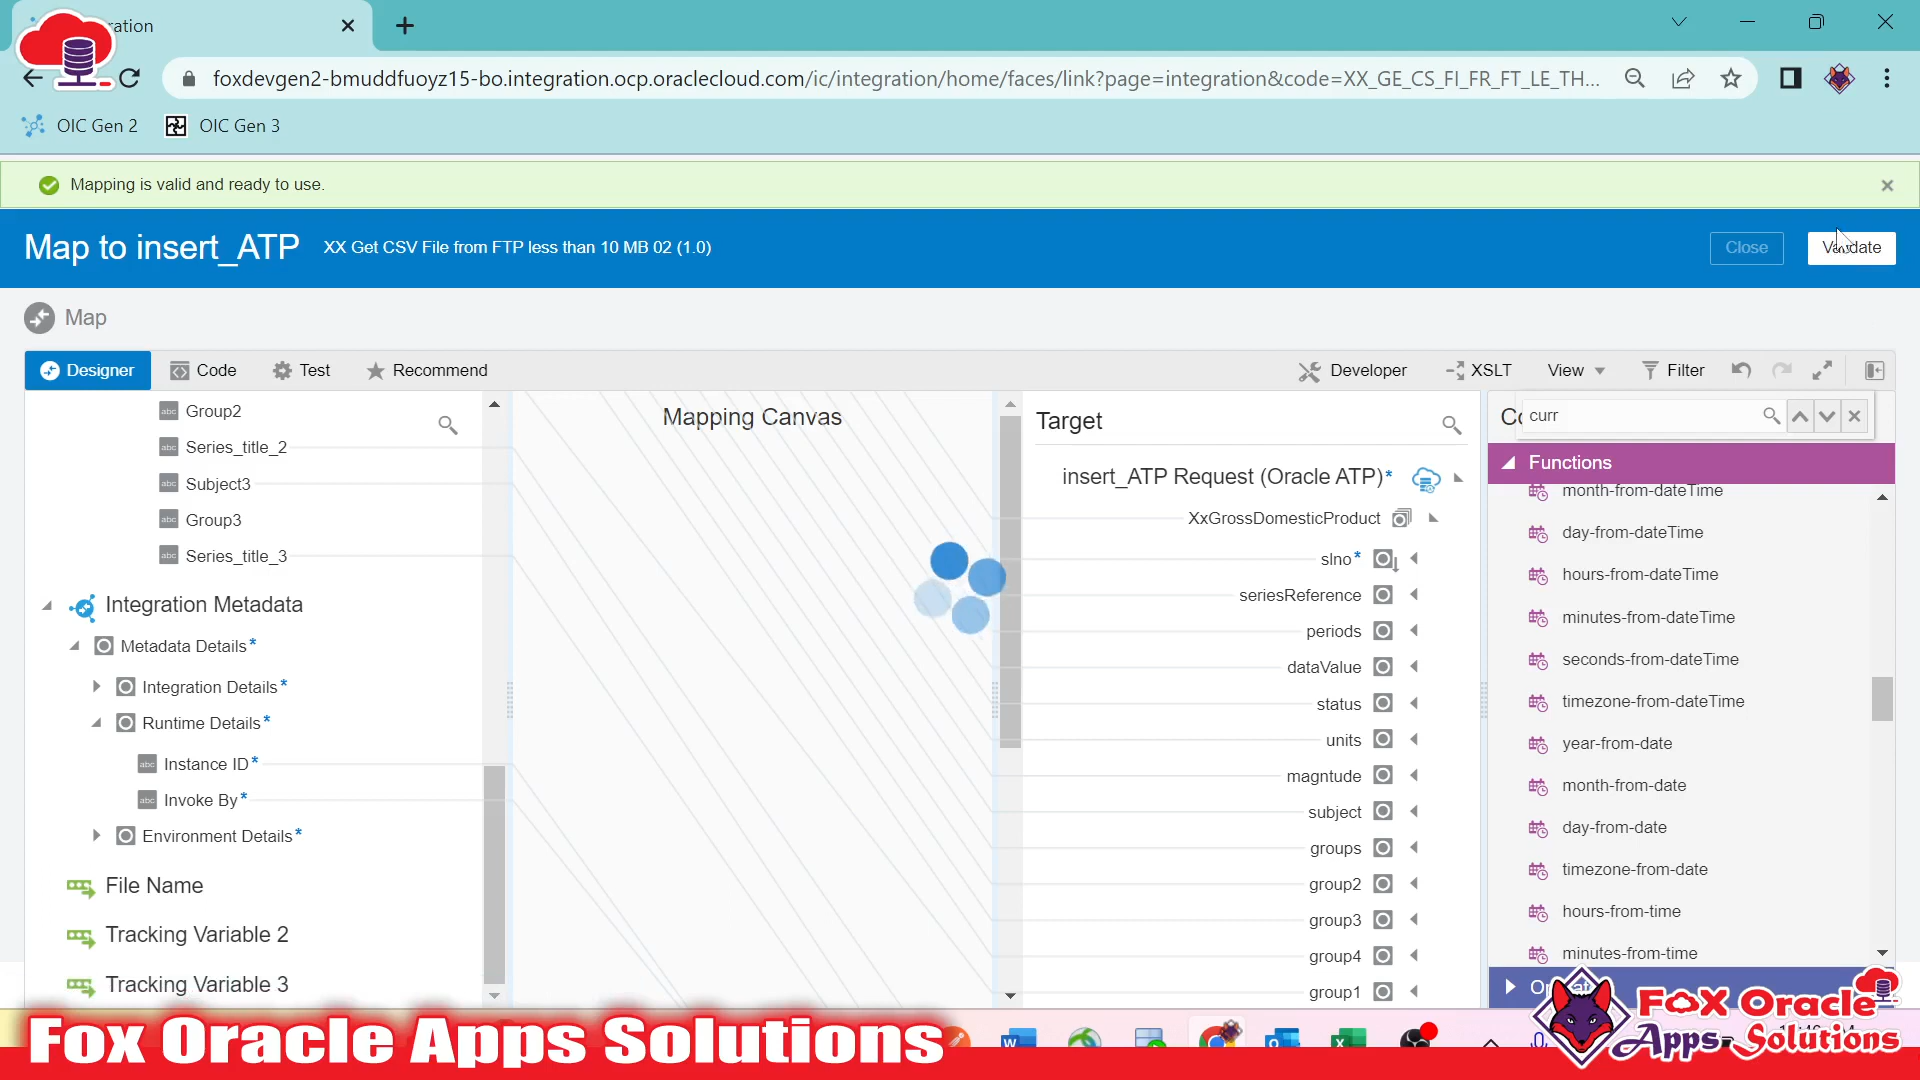 ration
foxdevgen2-bmuddfuoyz15-bo.integration.ocp.oraclecloud.com/ic/integration/home/faces/link?page=integration&code=XX_GE_CS_FI_FR_FT_LE_TH...
OIC Gen 2
OIC Gen 3
Mapping is valid and ready to use.
Map to insert_ATP
XX Get CSV File from FTP less than 10 MB 02 (1.0)
Close
Validate
Map
Designer
Code
Test
Recommend
Developer
XSLT
View
Filter
Group2
Series_title_2
Subject3
Group3
Series_title_3
Integration Metadata
Metadata Details*
Integration Details*
Runtime Details*
Instance ID*
Invoke By*
Environment Details*
File Name
Tracking Variable 2
Tracking Variable 3
Mapping Canvas
Target
insert_ATP Request (Oracle ATP)*
XxGrossDomesticProduct
slno*
seriesReference
periods
dataValue
status
units
magntude
subject
groups
group2
group3
group4
group1
curr
Functions
month-from-dateTime
day-from-dateTime
hours-from-dateTime
minutes-from-dateTime
seconds-from-dateTime
timezone-from-dateTime
year-from-date
month-from-date
day-from-date
timezone-from-date
hours-from-time
minutes-from-time
Fox Oracle Apps Solutions
Fox Oracle
Apps Solutions